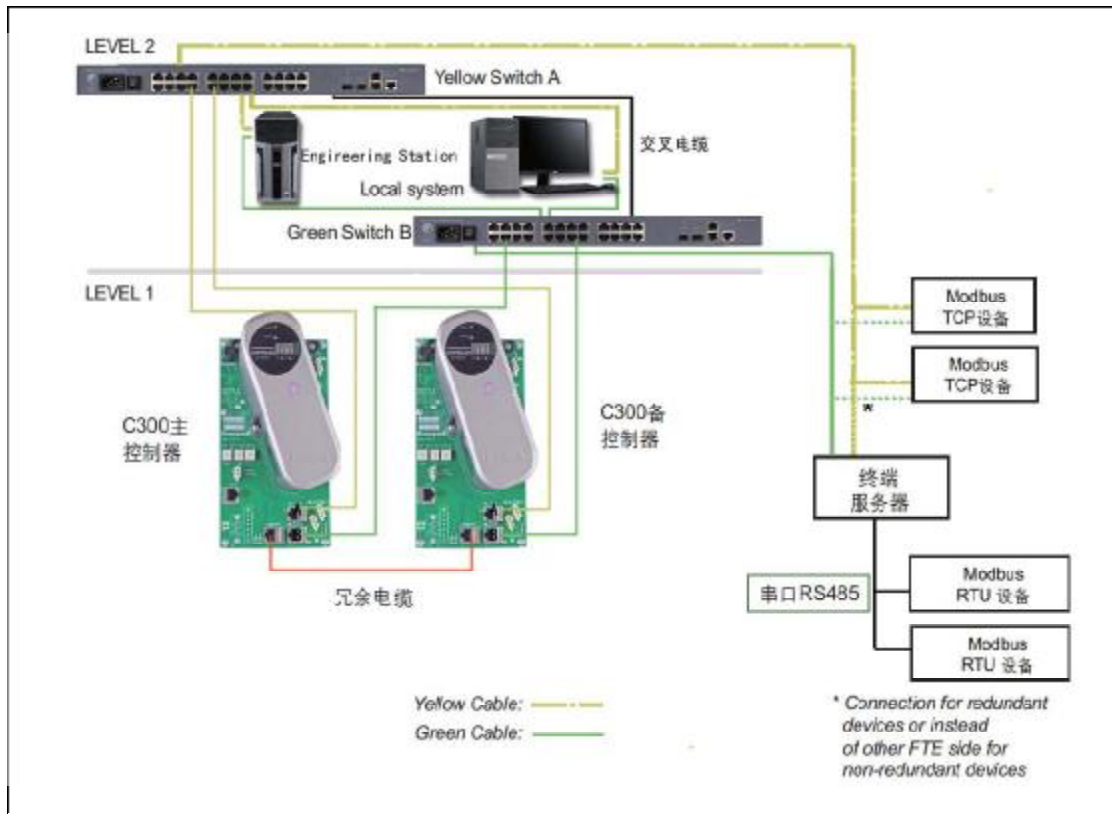 LEVEL 2
Yellow Switch A
Engireering Station
交叉电缆
Local system
Green Switch B
LEVEL 1
Modbus
TCP设备
Modbus
TCP设备
*
C300主
控制器
C300备
控制器
终端
服务器
冗余电缆
串口RS485
Modbus
RTU 设备
Modbus
RTU 设备
Yellow Cable:
Green Cable:
* Connection for redundant
devices or instead
of other FTE side for
non-redundant devices